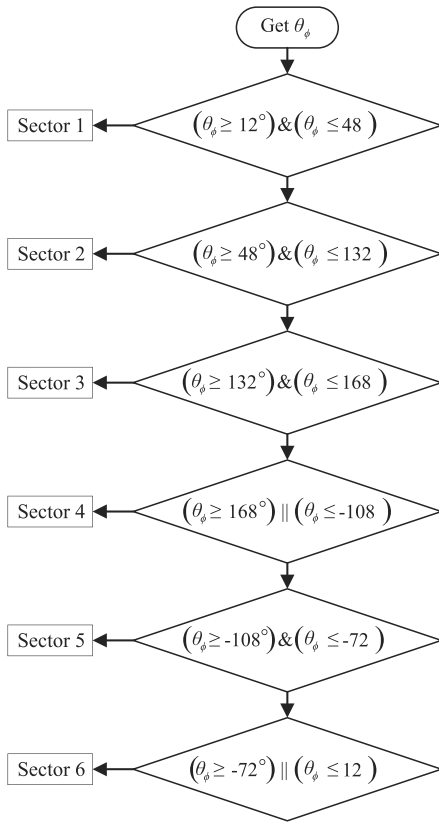 Get θϕ
Sector 1
(θϕ ≥ 12°)&(θϕ ≤48 )
Sector 2
(θϕ ≥ 48°)&(θϕ ≤132 )
Sector 3
(θϕ ≥ 132°)&(θϕ ≤168 )
Sector 4
(θϕ ≥ 168°) || (θϕ ≤-108 )
Sector 5
(θϕ ≥-108°)&(θϕ ≤-72 )
Sector 6
(θϕ ≥ -72°) || (θϕ ≤12 )